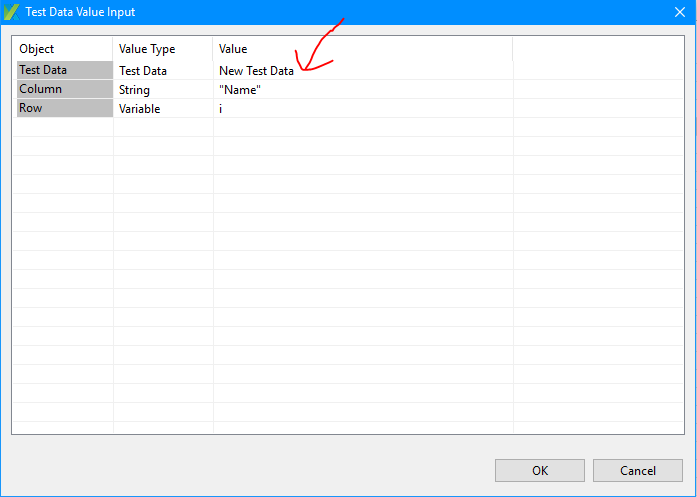 Test Data Value Input
Object Value Type Value
Test Data Test Data New Test Data
Column String "Name"
Row Variable i
OK Cancel